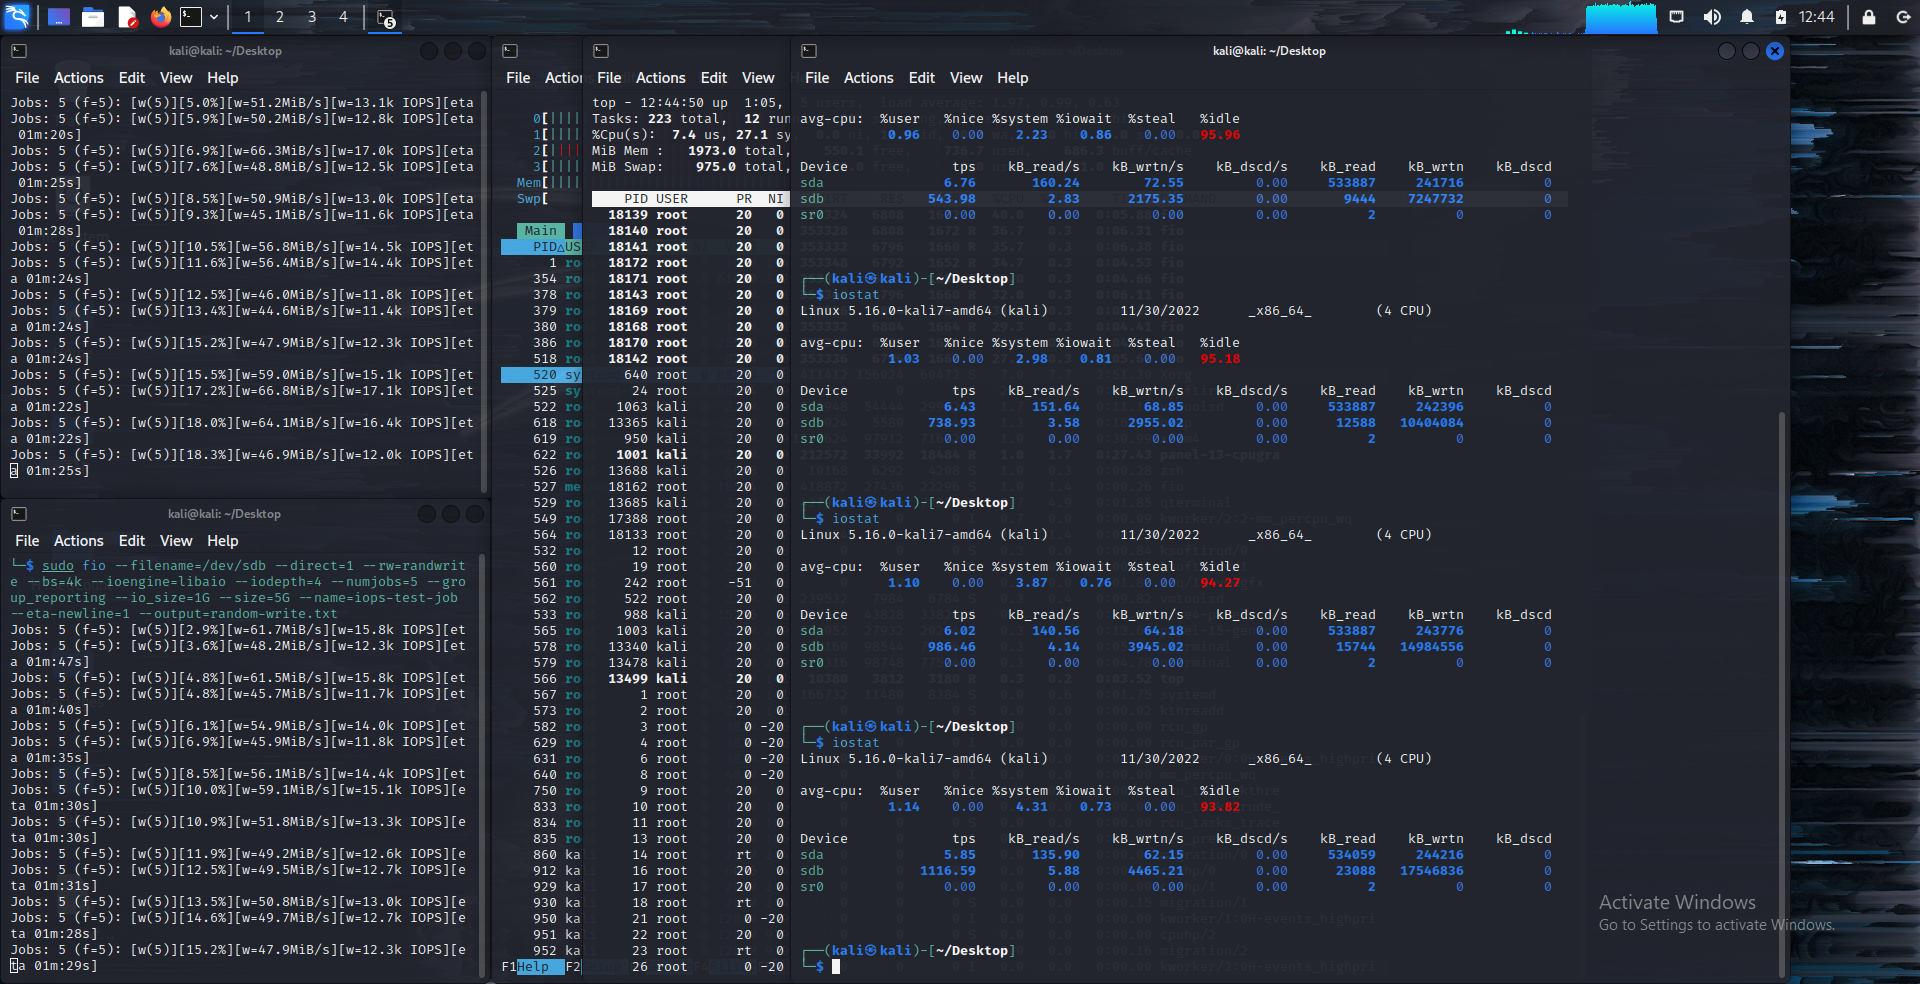 1 2 3 4 5 12:44
kali@kali: ~/Desktop
File Actions Edit View Help
Jobs: 5 (f=5): [w(5)][5.0%][w=51.2MiB/s][w=13.1k IOPS][eta
Jobs: 5 (f=5): [w(5)][5.9%][w=50.2MiB/s][w=12.8k IOPS][eta
01m:20s]
Jobs: 5 (f=5): [w(5)][6.9%][w=66.3MiB/s][w=17.0k IOPS][eta
Jobs: 5 (f=5): [w(5)][7.6%][w=48.8MiB/s][w=12.5k IOPS][eta
01m:25s]
Jobs: 5 (f=5): [w(5)][8.5%][w=50.9MiB/s][w=13.0k IOPS][eta
Jobs: 5 (f=5): [w(5)][9.3%][w=45.1MiB/s][w=11.6k IOPS][eta
01m:28s]
Jobs: 5 (f=5): [w(5)][10.5%][w=56.8MiB/s][w=14.5k IOPS][et
Jobs: 5 (f=5): [w(5)][11.6%][w=56.4MiB/s][w=14.4k IOPS][et
a 01m:24s]
Jobs: 5 (f=5): [w(5)][12.5%][w=46.0MiB/s][w=11.8k IOPS][et
Jobs: 5 (f=5): [w(5)][13.4%][w=44.6MiB/s][w=11.4k IOPS][et
a 01m:24s]
Jobs: 5 (f=5): [w(5)][15.2%][w=47.9MiB/s][w=12.3k IOPS][et
a 01m:24s]
Jobs: 5 (f=5): [w(5)][15.5%][w=59.0MiB/s][w=15.1k IOPS][et
Jobs: 5 (f=5): [w(5)][17.2%][w=66.8MiB/s][w=17.1k IOPS][et
a 01m:22s]
Jobs: 5 (f=5): [w(5)][18.0%][w=64.1MiB/s][w=16.4k IOPS][et
a 01m:22s]
Jobs: 5 (f=5): [w(5)][18.3%][w=46.9MiB/s][w=12.0k IOPS][et
a 01m:25s]
kali@kali: ~/Desktop
File Actions Edit View Help
└─$ sudo fio --filename=/dev/sdb --direct=1 --rw=randwrit
e --bs=4k --ioengine=libaio --iodepth=4 --numjobs=5 --gro
up_reporting --io_size=1G --size=5G --name=iops-test-job
--eta-newline=1 --output=random-write.txt
Jobs: 5 (f=5): [w(5)][2.9%][w=61.7MiB/s][w=15.8k IOPS][et
Jobs: 5 (f=5): [w(5)][3.6%][w=48.2MiB/s][w=12.3k IOPS][et
a 01m:47s]
Jobs: 5 (f=5): [w(5)][4.8%][w=61.5MiB/s][w=15.8k IOPS][et
Jobs: 5 (f=5): [w(5)][4.8%][w=45.7MiB/s][w=11.7k IOPS][et
a 01m:40s]
Jobs: 5 (f=5): [w(5)][6.1%][w=54.9MiB/s][w=14.0k IOPS][et
Jobs: 5 (f=5): [w(5)][6.9%][w=45.9MiB/s][w=11.8k IOPS][et
a 01m:35s]
Jobs: 5 (f=5): [w(5)][8.5%][w=56.1MiB/s][w=14.4k IOPS][et
Jobs: 5 (f=5): [w(5)][10.0%][w=59.1MiB/s][w=15.1k IOPS][e
ta 01m:30s]
Jobs: 5 (f=5): [w(5)][10.9%][w=51.8MiB/s][w=13.3k IOPS][e
ta 01m:30s]
Jobs: 5 (f=5): [w(5)][11.9%][w=49.2MiB/s][w=12.6k IOPS][e
Jobs: 5 (f=5): [w(5)][12.5%][w=49.5MiB/s][w=12.7k IOPS][e
ta 01m:31s]
Jobs: 5 (f=5): [w(5)][13.5%][w=50.8MiB/s][w=13.0k IOPS][e
Jobs: 5 (f=5): [w(5)][14.6%][w=49.7MiB/s][w=12.7k IOPS][e
ta 01m:28s]
Jobs: 5 (f=5): [w(5)][15.2%][w=47.9MiB/s][w=12.3k IOPS][e
ta 01m:29s]
File Actio
0[||||
1[||||
2[||||
3[||||
Mem[||||
Swp[
Main
PID△US
1 ro
354 ro
378 ro
379 ro
380 ro
386 ro
518 ro
520 sy
525 sy
522 ro
618 ro
619 ro
622 ro
526 ro
527 me
529 ro
549 ro
564 ro
532 ro
560 ro
561 ro
562 ro
533 ro
565 ro
578 ro
579 ro
566 ro
567 ro
573 ro
582 ro
629 ro
631 ro
640 ro
750 ro
833 ro
834 ro
835 ro
860 ka
912 ka
929 ka
930 ka
950 ka
951 ka
952 ka
F1Help F2
File Actions Edit View
top - 12:44:50 up 1:05,
Tasks: 223 total, 12 run
%Cpu(s): 7.4 us, 27.1 sy
MiB Mem : 1973.0 total,
MiB Swap: 975.0 total,
PID USER PR NI
18139 root 20 0
18140 root 20 0
18141 root 20 0
18172 root 20 0
18171 root 20 0
18143 root 20 0
18169 root 20 0
18168 root 20 0
18170 root 20 0
18142 root 20 0
640 root 20 0
24 root 20 0
1063 kali 20 0
13365 kali 20 0
950 kali 20 0
1001 kali 20 0
13688 kali 20 0
18162 root 20 0
13685 kali 20 0
17388 root 20 0
18133 root 20 0
12 root 20 0
19 root 20 0
242 root -51 0
522 root 20 0
988 kali 20 0
1003 kali 20 0
13340 kali 20 0
13478 kali 20 0
13499 kali 20 0
1 root 20 0
2 root 20 0
3 root 0 -20
4 root 0 -20
6 root 0 -20
8 root 0 -20
9 root 20 0
10 root 20 0
11 root 20 0
13 root 20 0
14 root rt 0
16 root 20 0
17 root 20 0
18 root rt 0
21 root 0 -20
22 root 20 0
23 root rt 0
26 root 0 -20
kali@kali: ~/Desktop
File Actions Edit View Help
avg-cpu: %user %nice %system %iowait %steal %idle
0.96 0.00 2.23 0.86 0.00 95.96
Device tps kB_read/s kB_wrtn/s kB_dscd/s kB_read kB_wrtn kB_dscd
sda 6.76 160.24 72.55 0.00 533887 241716 0
sdb 543.98 2.83 2175.35 0.00 9444 7247732 0
sr0 0.00 0.00 0.00 0.00 2 0 0
┌──(kali㉿kali)-[~/Desktop]
└─$ iostat
Linux 5.16.0-kali7-amd64 (kali) 11/30/2022 _x86_64_ (4 CPU)
avg-cpu: %user %nice %system %iowait %steal %idle
1.03 0.00 2.98 0.81 0.00 95.18
Device tps kB_read/s kB_wrtn/s kB_dscd/s kB_read kB_wrtn kB_dscd
sda 6.43 151.64 68.85 0.00 533887 242396 0
sdb 738.93 3.58 2955.02 0.00 12588 10404084 0
sr0 0.00 0.00 0.00 0.00 2 0 0
┌──(kali㉿kali)-[~/Desktop]
└─$ iostat
Linux 5.16.0-kali7-amd64 (kali) 11/30/2022 _x86_64_ (4 CPU)
avg-cpu: %user %nice %system %iowait %steal %idle
1.10 0.00 3.87 0.76 0.00 94.27
Device tps kB_read/s kB_wrtn/s kB_dscd/s kB_read kB_wrtn kB_dscd
sda 6.02 140.56 64.18 0.00 533887 243776 0
sdb 986.46 4.14 3945.02 0.00 15744 14984556 0
sr0 0.00 0.00 0.00 0.00 2 0 0
┌──(kali㉿kali)-[~/Desktop]
└─$ iostat
Linux 5.16.0-kali7-amd64 (kali) 11/30/2022 _x86_64_ (4 CPU)
avg-cpu: %user %nice %system %iowait %steal %idle
1.14 0.00 4.31 0.73 0.00 93.82
Device tps kB_read/s kB_wrtn/s kB_dscd/s kB_read kB_wrtn kB_dscd
sda 5.85 135.90 62.15 0.00 534059 244216 0
sdb 1116.59 5.88 4465.21 0.00 23088 17546836 0
sr0 0.00 0.00 0.00 0.00 2 0 0
┌──(kali㉿kali)-[~/Desktop]
└─$
Activate Windows
Go to Settings to activate Windows.